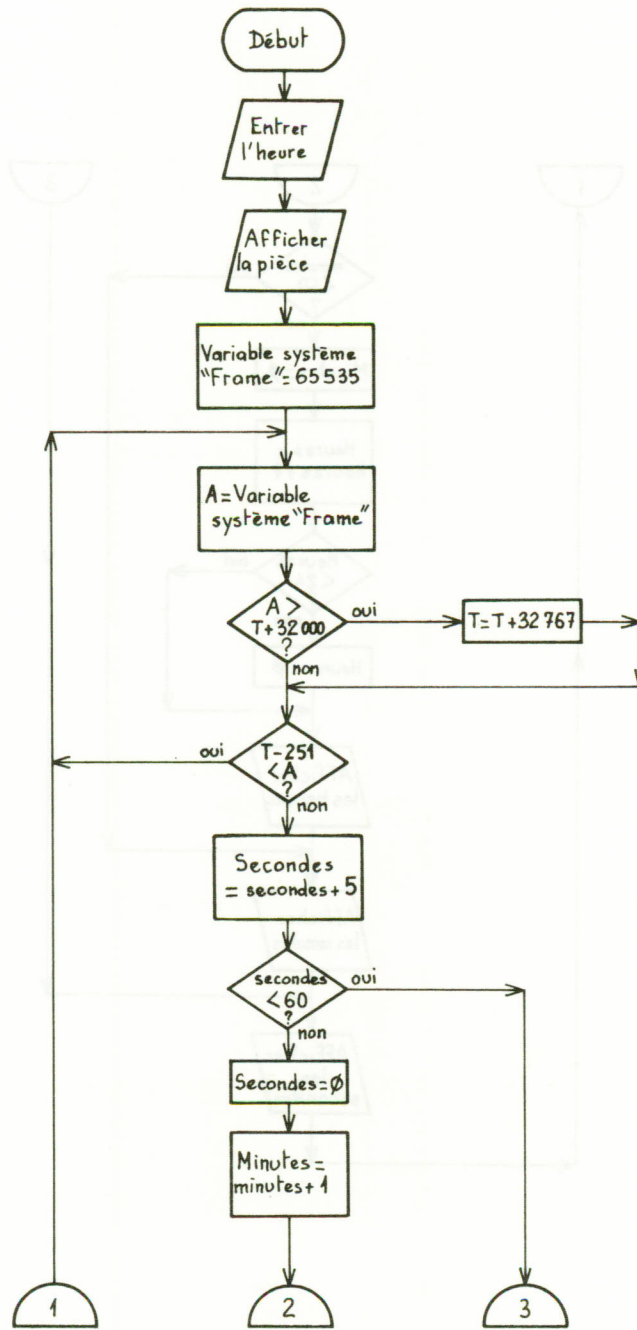 Début
Entrer
l'heure
Afficher
la pièce
Variable système
"Frame"=65535
A=Variable
système "Frame"
A >
T+32000
?
oui
T=T+32767
non
oui
T-251
<A
?
non
Secondes
= secondes+5
secondes
<60
?
oui
non
Secondes=Ø
Minutes=
minutes+1
1
2
3